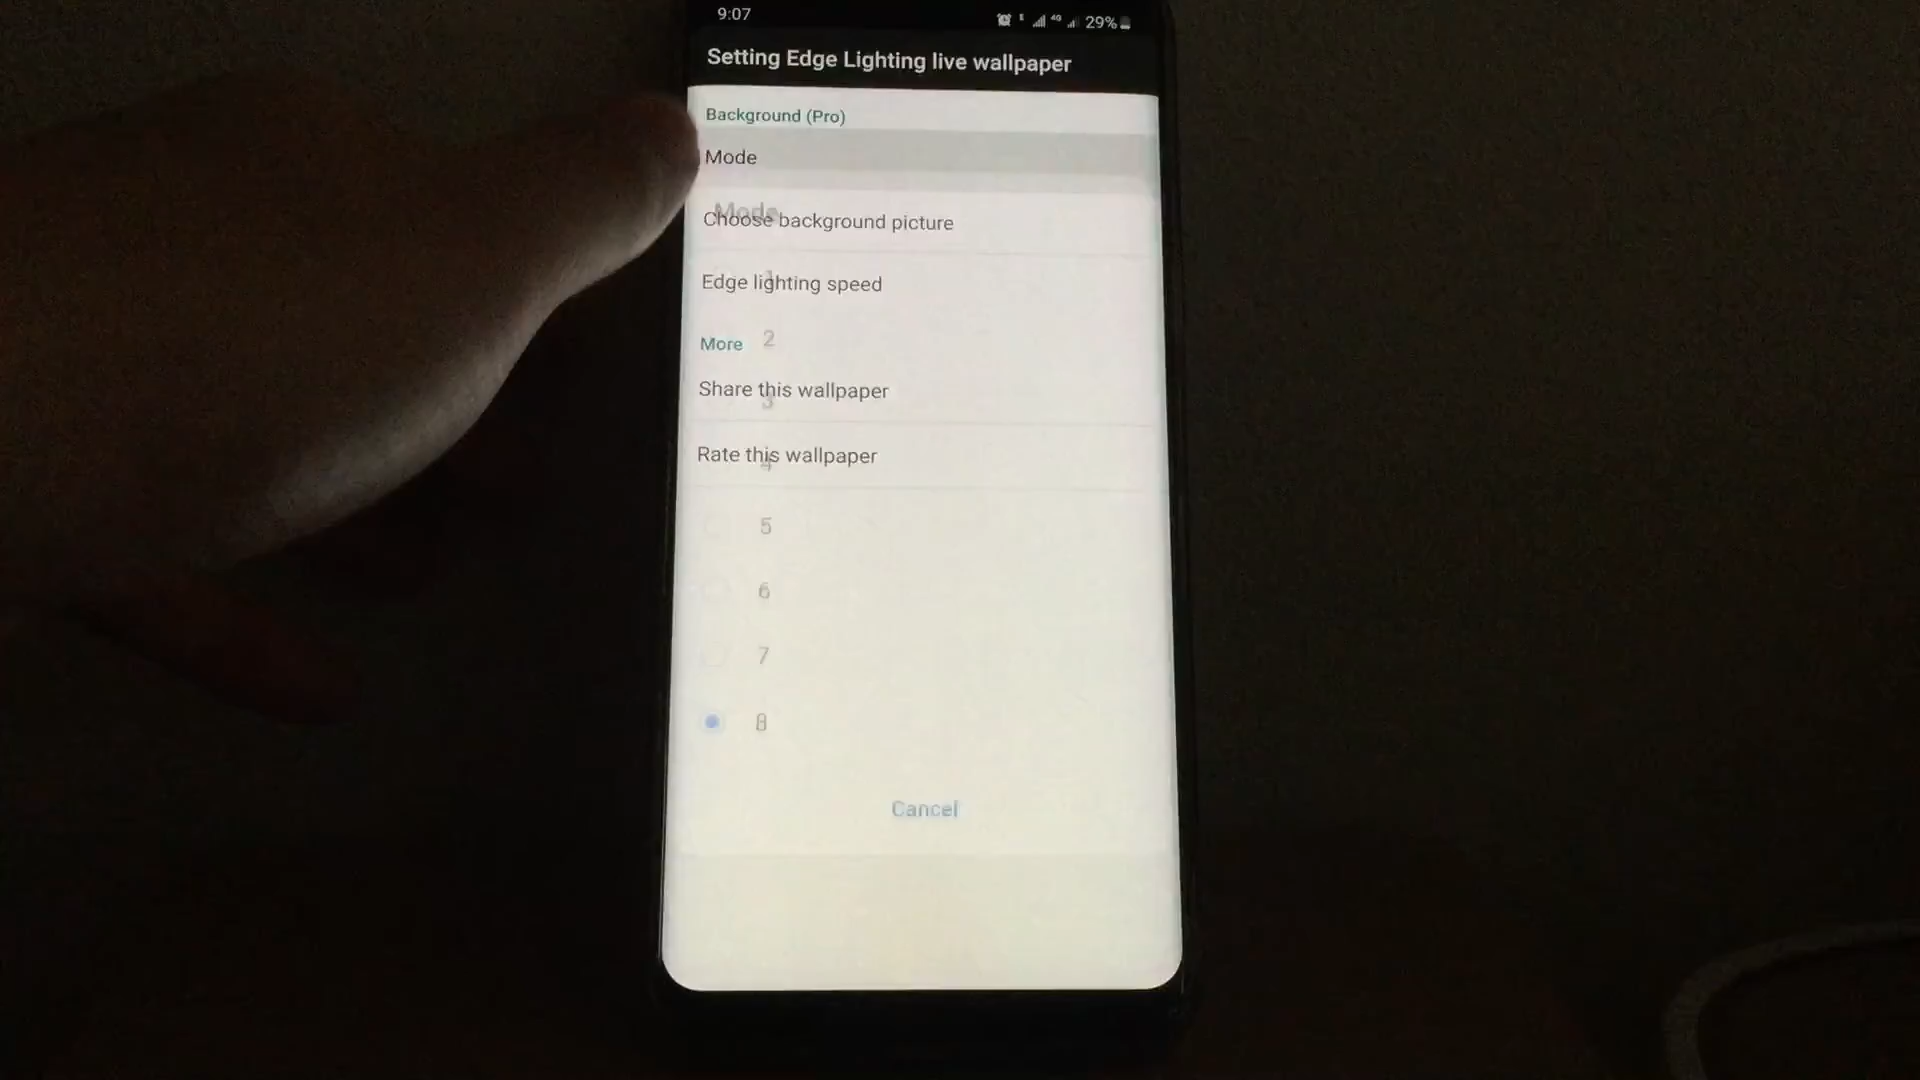 9:07
4G 29%
Setting Edge Lighting live wallpaper
Background (Pro)
Mode
Mode
Choose background picture
1
Edge lighting speed
2
More
3
Share this wallpaper
4
Rate this wallpaper
5
6
7
8
Cancel